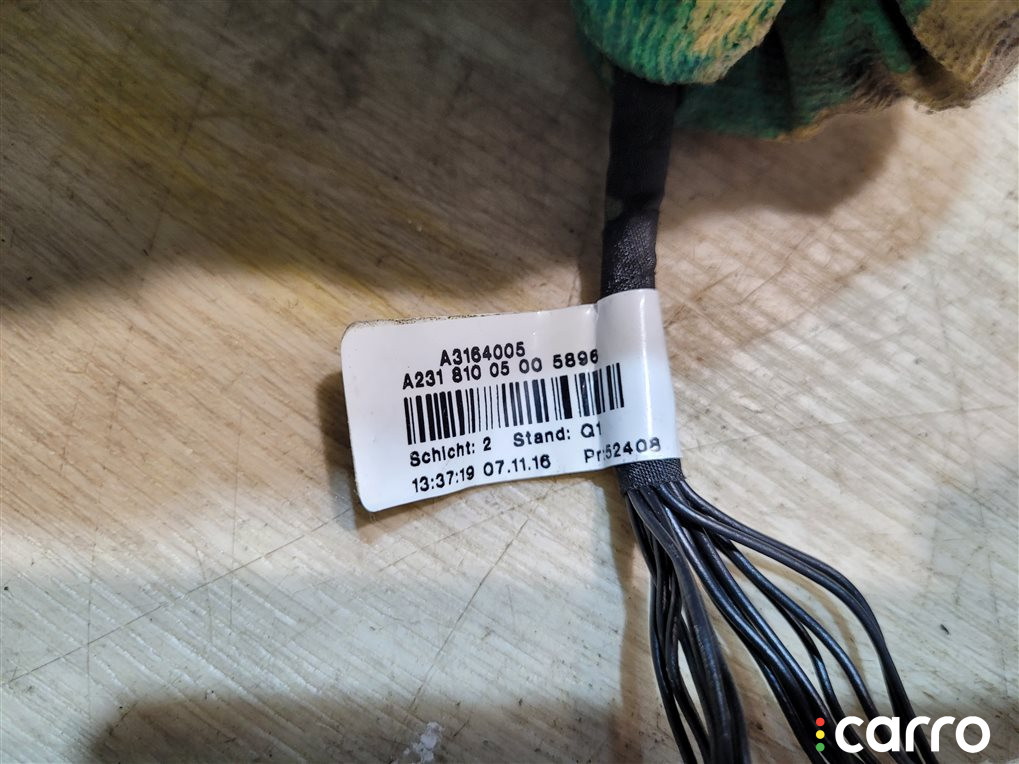 A3164005
A231 810 05 00 5896
Schicht: 2 Stand: Q1
13:37:19 07.11.16 Pr:52408
carro